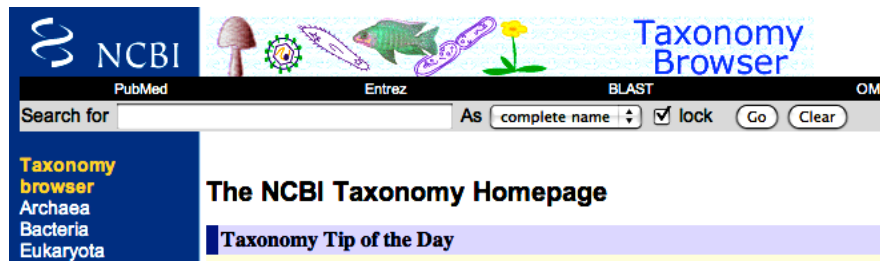 NCBI
Taxonomy
Browser
PubMed Entrez BLAST OM
Search for As complete name lock Go Clear
Taxonomy
browser
Archaea
Bacteria
Eukaryota
The NCBI Taxonomy Homepage
Taxonomy Tip of the Day